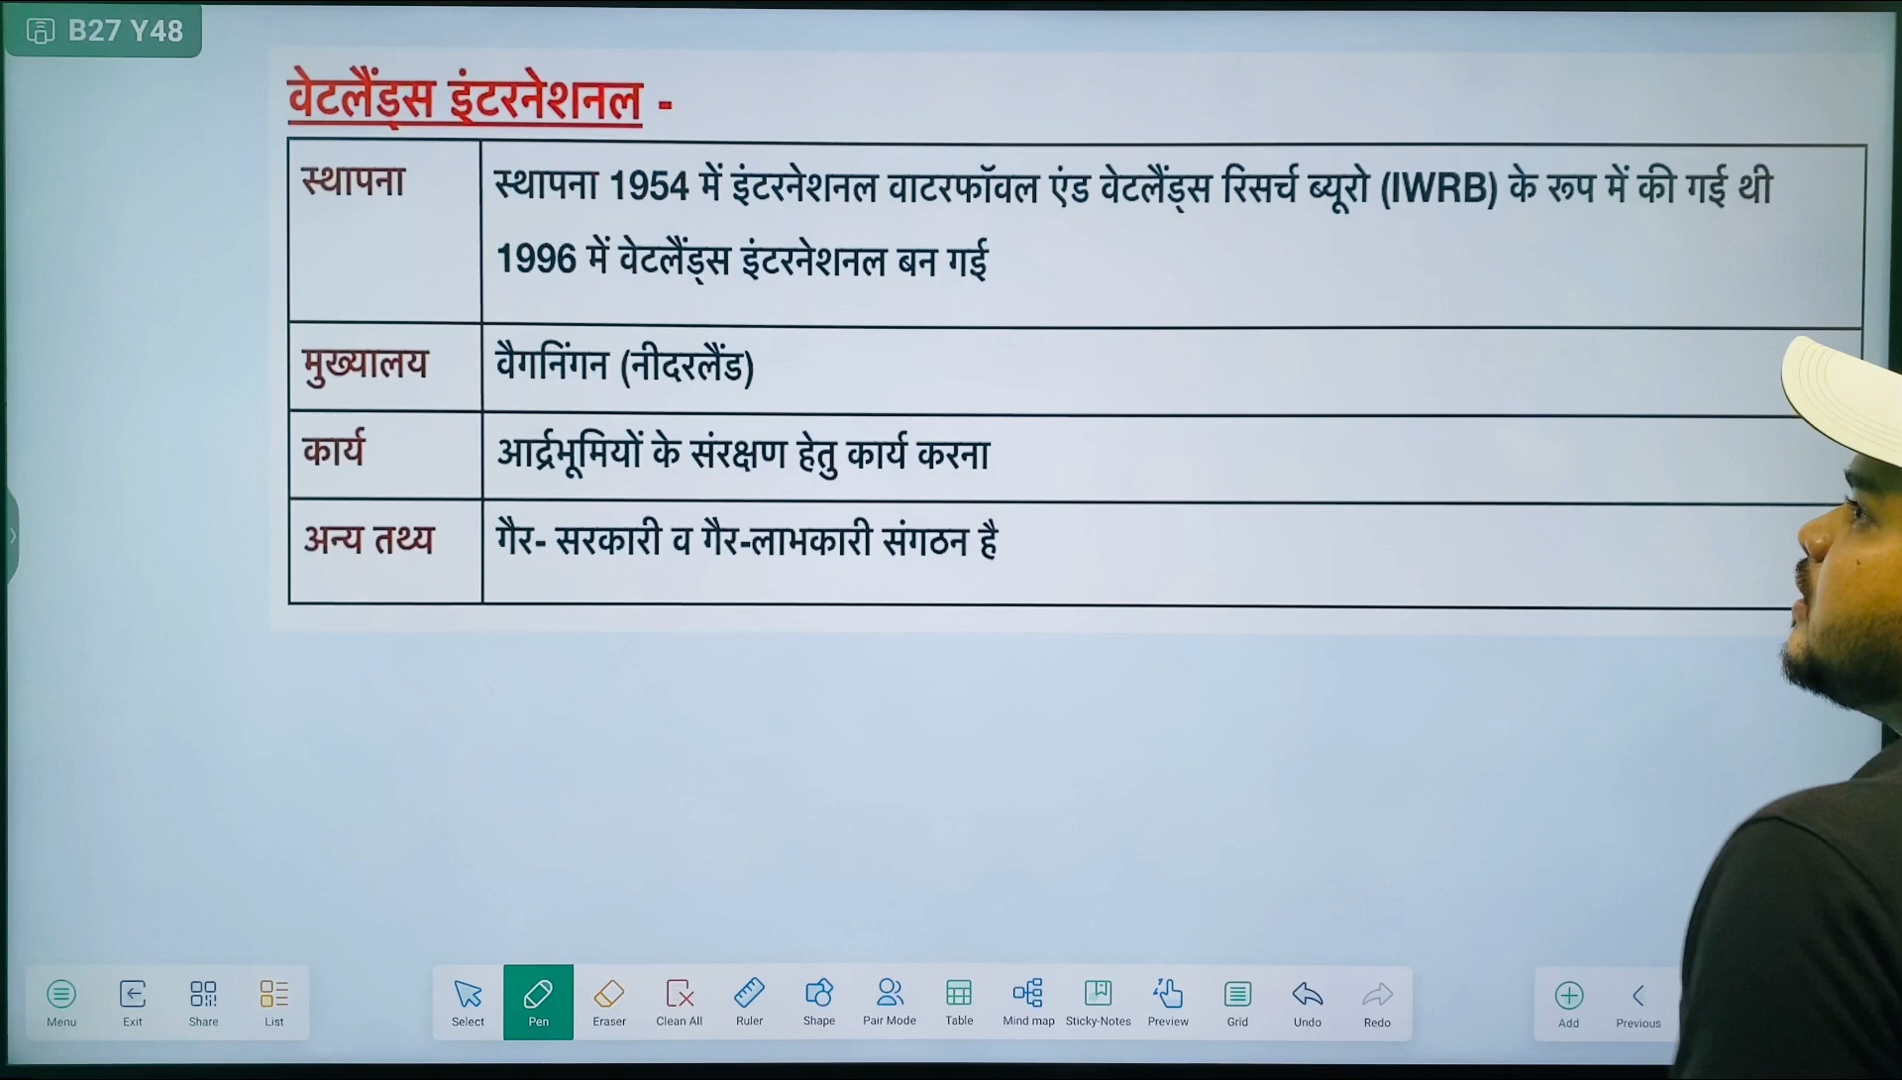 B27 Y48
वेटलैंड्स इंटरनेशनल -
स्थापना
स्थापना 1954 में इंटरनेशनल वाटरफॉवल एंड वेटलैंड्स रिसर्च ब्यूरो (IWRB) के रूप में की गई थी
1996 में वेटलैंड्स इंटरनेशनल बन गई
मुख्यालय
वैगनिंगन (नीदरलैंड)
कार्य
आर्द्रभूमियों के संरक्षण हेतु कार्य करना
अन्य तथ्य
गैर- सरकारी व गैर-लाभकारी संगठन है
Menu Exit Share List Select Pen Eraser Clean All Ruler Shape Pair Mode Table Mind map Sticky-Notes Preview Grid Undo Redo Add Previous